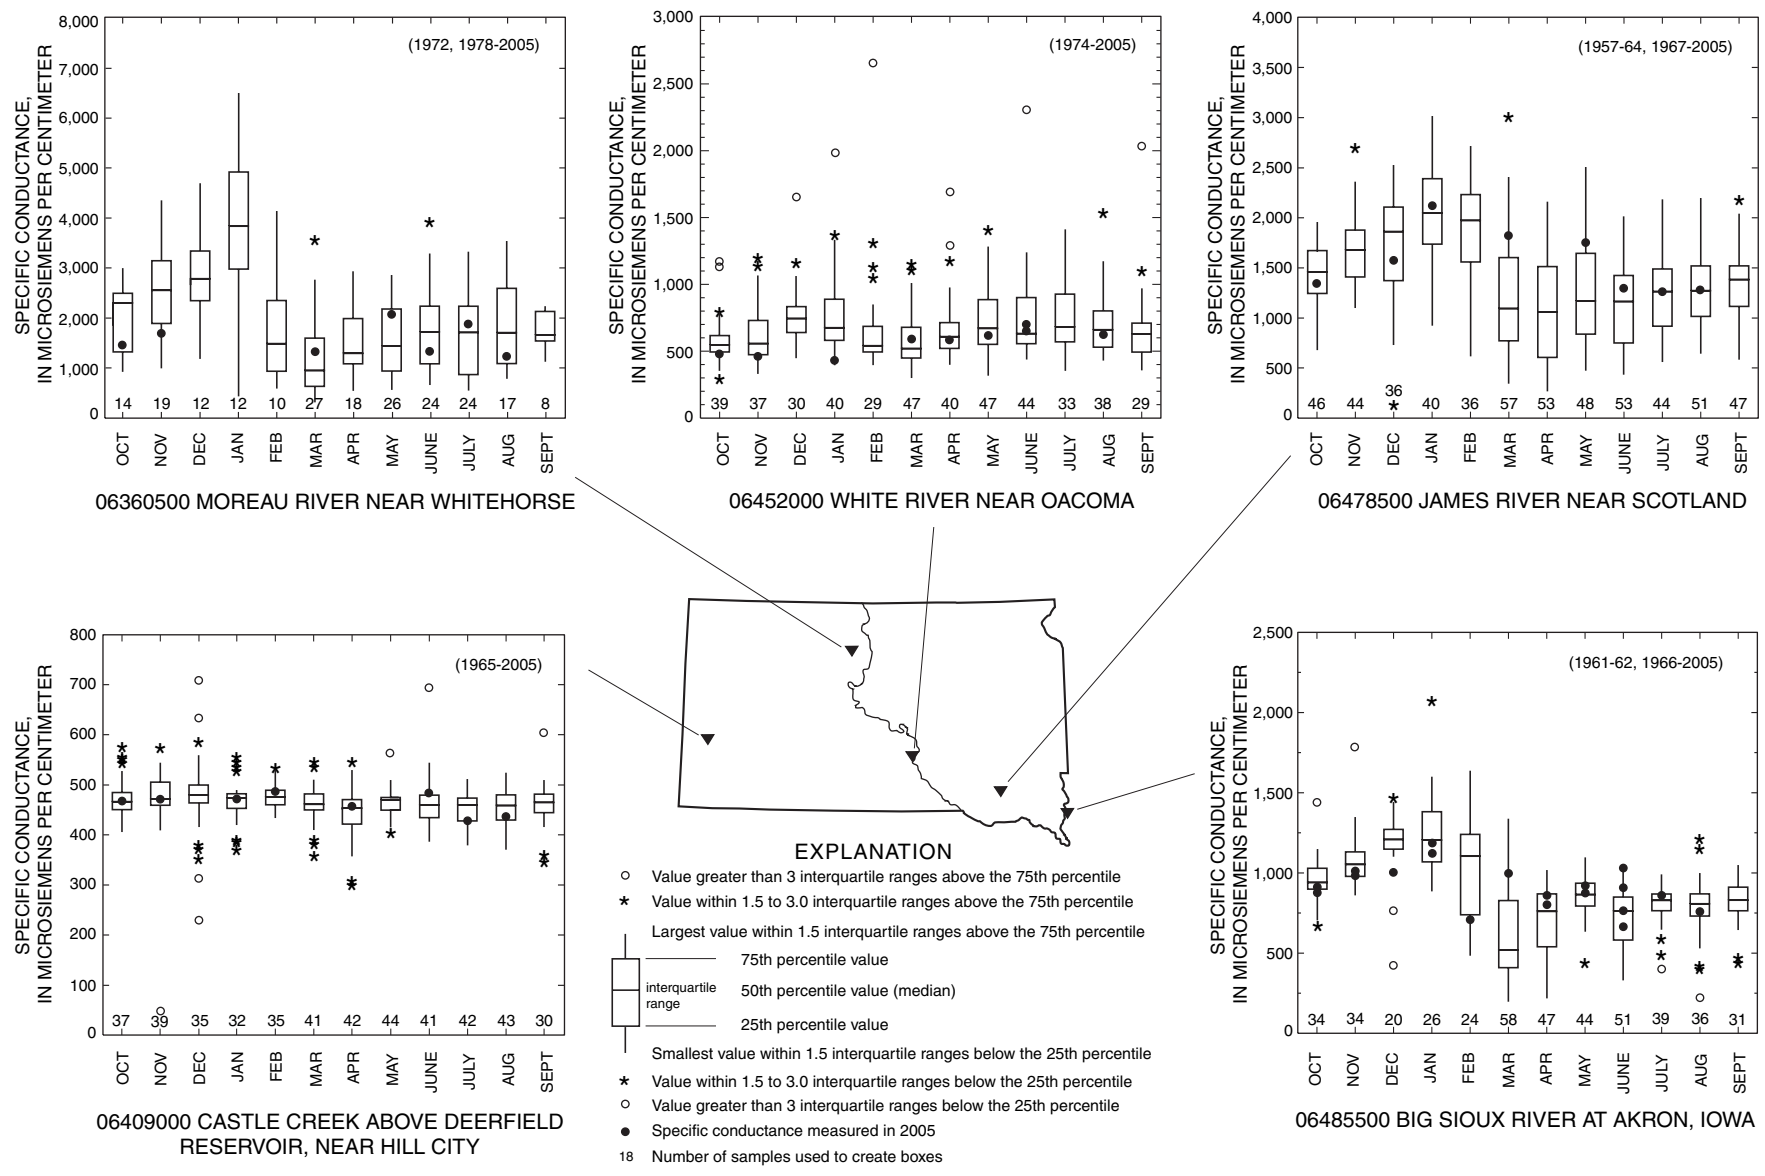 SPECIFIC CONDUCTANCE,
IN MICROSIEMENS PER CENTIMETER
8,000
7,000
6,000
5,000
4,000
3,000
2,000
1,000
0
(1972, 1978-2005)
14 19 12 12 10 27 18 26 24 24 17 8
OCT NOV DEC JAN FEB MAR APR MAY JUNE JULY AUG SEPT
06360500 MOREAU RIVER NEAR WHITEHORSE
SPECIFIC CONDUCTANCE,
IN MICROSIEMENS PER CENTIMETER
3,000
2,500
2,000
1,500
1,000
500
0
(1974-2005)
39 37 30 40 29 47 40 47 44 33 38 29
OCT NOV DEC JAN FEB MAR APR MAY JUNE JULY AUG SEPT
06452000 WHITE RIVER NEAR OACOMA
SPECIFIC CONDUCTANCE,
IN MICROSIEMENS PER CENTIMETER
4,000
3,500
3,000
2,500
2,000
1,500
1,000
500
0
(1957-64, 1967-2005)
46 44 36 40 36 57 53 48 53 44 51 47
OCT NOV DEC JAN FEB MAR APR MAY JUNE JULY AUG SEPT
06478500 JAMES RIVER NEAR SCOTLAND
SPECIFIC CONDUCTANCE,
IN MICROSIEMENS PER CENTIMETER
800
700
600
500
400
300
200
100
0
(1965-2005)
37 39 35 32 35 41 42 44 41 42 43 30
OCT NOV DEC JAN FEB MAR APR MAY JUNE JULY AUG SEPT
06409000 CASTLE CREEK ABOVE DEERFIELD
RESERVOIR, NEAR HILL CITY
EXPLANATION
Value greater than 3 interquartile ranges above the 75th percentile
Value within 1.5 to 3.0 interquartile ranges above the 75th percentile
Largest value within 1.5 interquartile ranges above the 75th percentile
75th percentile value
interquartile
range
50th percentile value (median)
25th percentile value
Smallest value within 1.5 interquartile ranges below the 25th percentile
Value within 1.5 to 3.0 interquartile ranges below the 25th percentile
Value greater than 3 interquartile ranges below the 25th percentile
Specific conductance measured in 2005
18 Number of samples used to create boxes
SPECIFIC CONDUCTANCE,
IN MICROSIEMENS PER CENTIMETER
2,500
2,000
1,500
1,000
500
0
(1961-62, 1966-2005)
34 34 20 26 24 58 47 44 51 39 36 31
OCT NOV DEC JAN FEB MAR APR MAY JUNE JULY AUG SEPT
06485500 BIG SIOUX RIVER AT AKRON, IOWA